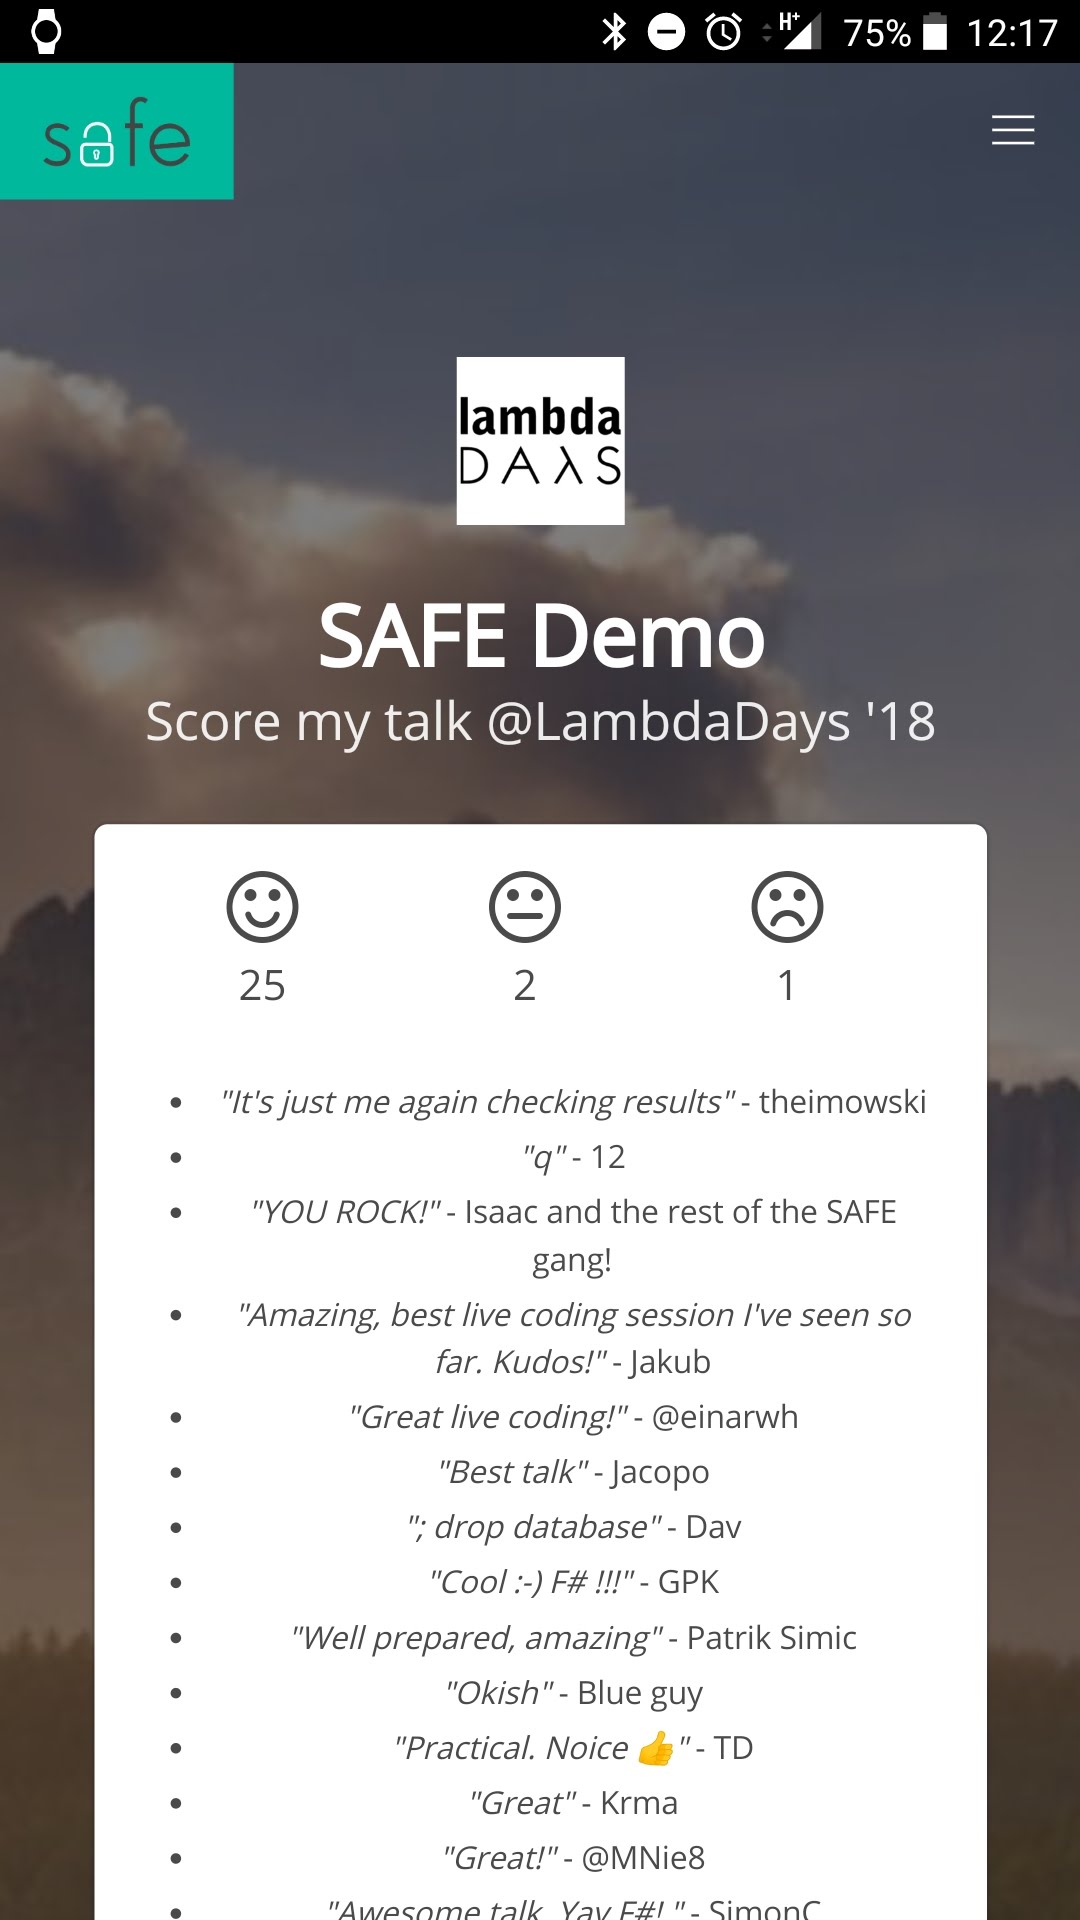 H+ 75% 12:17
safe
lambda
DAλS
SAFE Demo
Score my talk @LambdaDays '18
25 2 1
"It's just me again checking results" - theimowski
"q" - 12
"YOU ROCK!" - Isaac and the rest of the SAFE
gang!
"Amazing, best live coding session I've seen so
far. Kudos!" - Jakub
"Great live coding!" - @einarwh
"Best talk" - Jacopo
"; drop database" - Dav
"Cool :-) F# !!!" - GPK
"Well prepared, amazing" - Patrik Simic
"Okish" - Blue guy
"Practical. Noice 👍" - TD
"Great" - Krma
"Great!" - @MNie8
"Awesome talk. Yay F#! " - SimonC